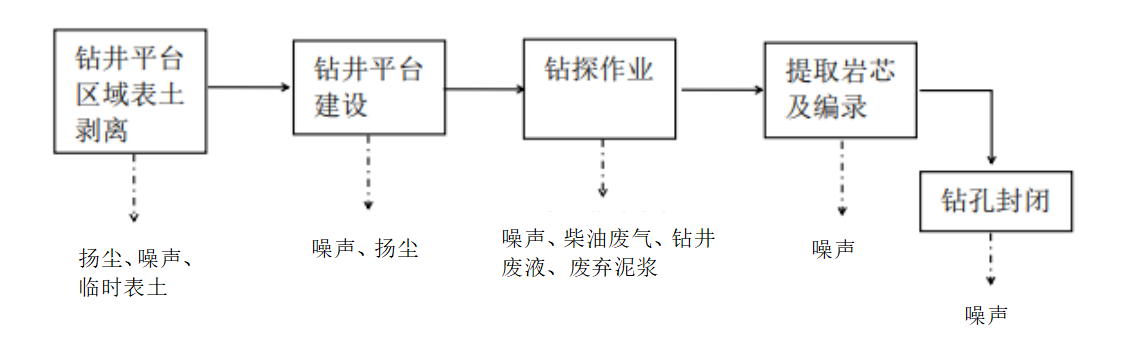 钻井平台
区域表土
剥离
钻井平台
建设
钻探作业
提取岩芯
及编录
钻孔封闭
扬尘、噪声、
临时表土
噪声、扬尘
噪声、柴油废气、钻井
废液、废弃泥浆
噪声
噪声